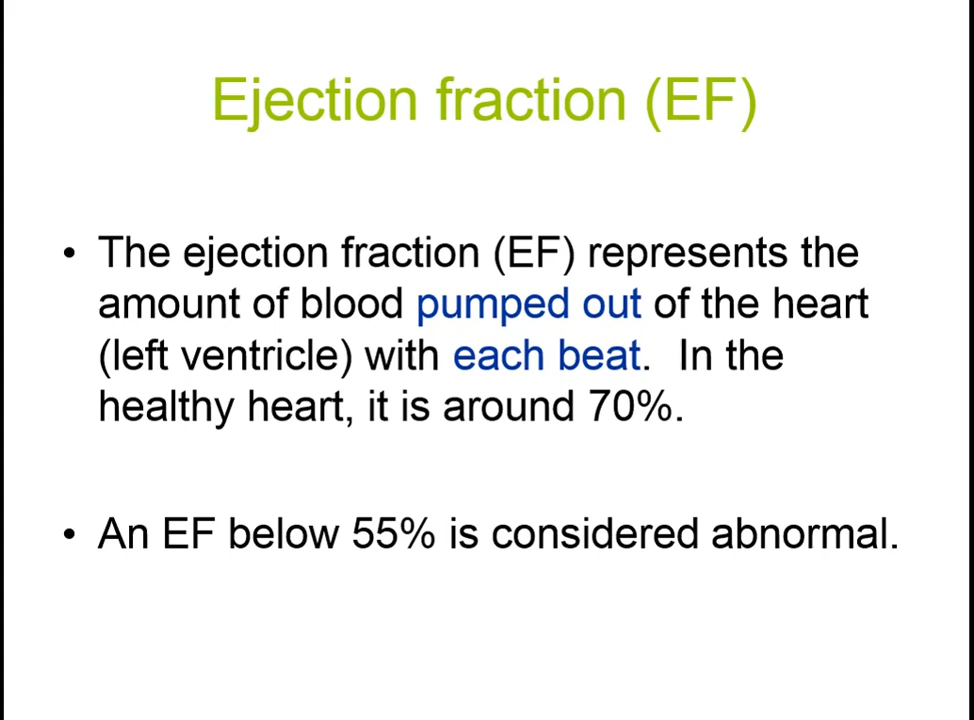 Ejection fraction (EF)
• The ejection fraction (EF) represents the
amount of blood pumped out of the heart
(left ventricle) with each beat.  In the
healthy heart, it is around 70%.
• An EF below 55% is considered abnormal.